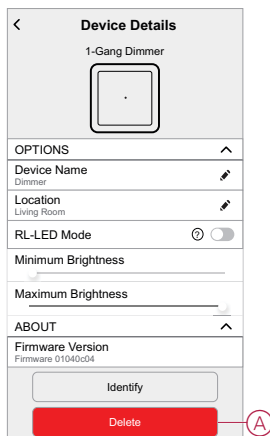 Device Details
1-Gang Dimmer
OPTIONS
Device Name
Dimmer
Location
Living Room
RL-LED Mode ?
Minimum Brightness
Maximum Brightness
ABOUT
Firmware Version
Firmware 01040c04
Identify
Delete
A